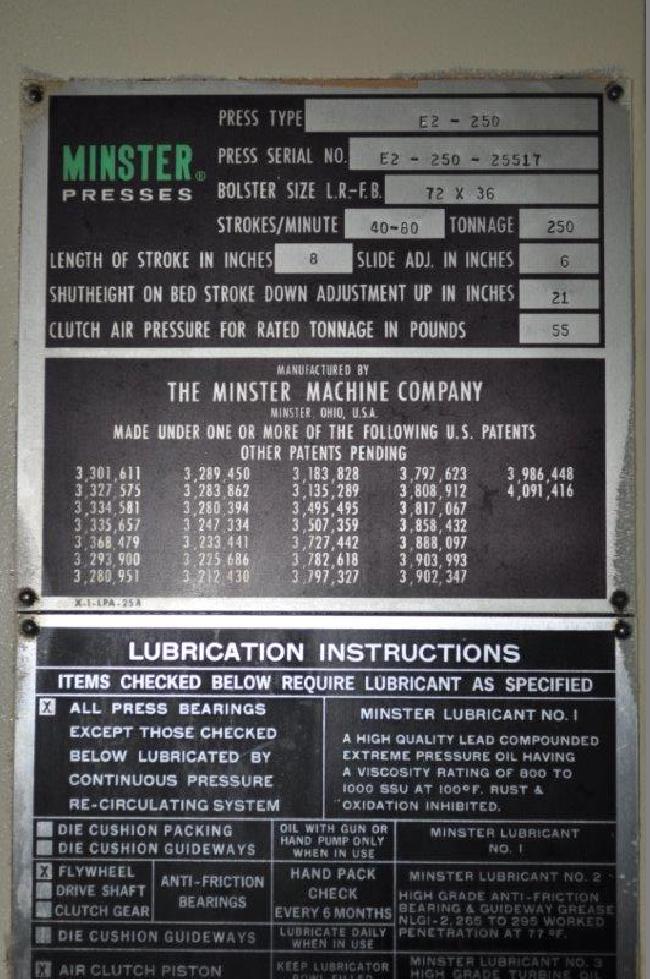 PRESS TYPE E2 - 250
MINSTER®
PRESSES
PRESS SERIAL NO. E2 - 250 - 25517
BOLSTER SIZE L.R.-F.B. 72 X 36
STROKES/MINUTE 40-80 TONNAGE 250
LENGTH OF STROKE IN INCHES 8 SLIDE ADJ. IN INCHES 6
SHUTHEIGHT ON BED STROKE DOWN ADJUSTMENT UP IN INCHES 21
CLUTCH AIR PRESSURE FOR RATED TONNAGE IN POUNDS 55
MANUFACTURED BY
THE MINSTER MACHINE COMPANY
MINSTER, OHIO, U.S.A.
MADE UNDER ONE OR MORE OF THE FOLLOWING U.S. PATENTS
OTHER PATENTS PENDING
3,301,611 3,289,450 3,183,828 3,797,623 3,986,448
3,327,575 3,283,862 3,135,289 3,808,912 4,091,416
3,334,581 3,280,394 3,495,495 3,817,067
3,335,657 3,247,334 3,507,359 3,858,432
3,368,479 3,233,441 3,727,442 3,888,097
3,293,900 3,225,686 3,782,618 3,903,993
3,280,951 3,212,430 3,797,327 3,902,347
X-1-LPA-25A
LUBRICATION INSTRUCTIONS
ITEMS CHECKED BELOW REQUIRE LUBRICANT AS SPECIFIED
X ALL PRESS BEARINGS
EXCEPT THOSE CHECKED
BELOW LUBRICATED BY
CONTINUOUS PRESSURE
RE-CIRCULATING SYSTEM
MINSTER LUBRICANT NO. 1
A HIGH QUALITY LEAD COMPOUNDED
EXTREME PRESSURE OIL HAVING
A VISCOSITY RATING OF 800 TO
1000 SSU AT 100°F. RUST &
OXIDATION INHIBITED.
DIE CUSHION PACKING
DIE CUSHION GUIDEWAYS
OIL WITH GUN OR
HAND PUMP ONLY
WHEN IN USE
MINSTER LUBRICANT
NO. 1
X FLYWHEEL
DRIVE SHAFT
CLUTCH GEAR
ANTI-FRICTION
BEARINGS
HAND PACK
CHECK
EVERY 6 MONTHS
MINSTER LUBRICANT NO. 2
HIGH GRADE ANTI-FRICTION
BEARING & GUIDEWAY GREASE
NLGI-2, 265 TO 295 WORKED
PENETRATION AT 77 °F.
DIE CUSHION GUIDEWAYS
LUBRICATE DAILY
WHEN IN USE
X AIR CLUTCH PISTON
KEEP LUBRICATOR
BOWL FILLED
MINSTER LUBRICANT NO. 3
HIGH GRADE TURBINE